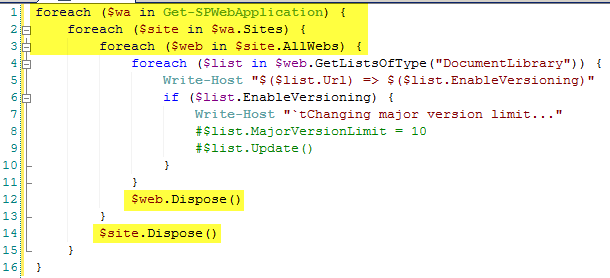 1 foreach ($wa in Get-SPWebApplication) {
2 foreach ($site in $wa.Sites) {
3 foreach ($web in $site.AllWebs) {
4 foreach ($list in $web.GetListsOfType("DocumentLibrary")) {
5 Write-Host "$($list.Url) => $($list.EnableVersioning)"
6 if ($list.EnableVersioning) {
7 Write-Host "`tChanging major version limit..."
8 #$list.MajorVersionLimit = 10
9 #$list.Update()
10 }
11 }
12 $web.Dispose()
13 }
14 $site.Dispose()
15 }
16 }